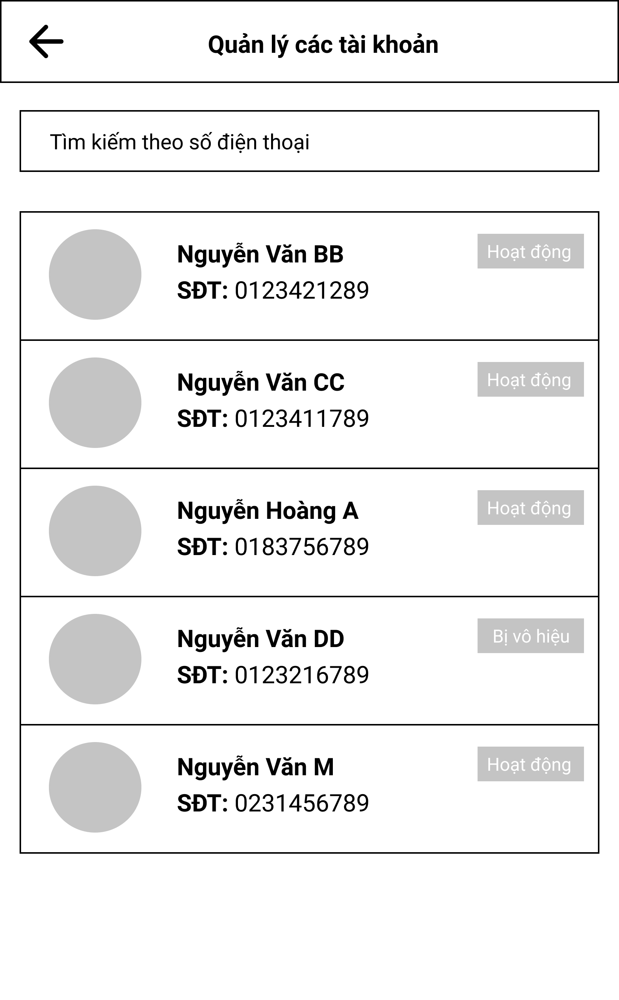 Quản lý các tài khoản
Tìm kiếm theo số điện thoại
Nguyễn Văn BB
Hoạt động
SĐT: 0123421289
Nguyễn Văn CC
Hoạt động
SĐT: 0123411789
Nguyễn Hoàng A
Hoạt động
SĐT: 0183756789
Nguyễn Văn DD
Bị vô hiệu
SĐT: 0123216789
Nguyễn Văn M
Hoạt động
SĐT: 0231456789